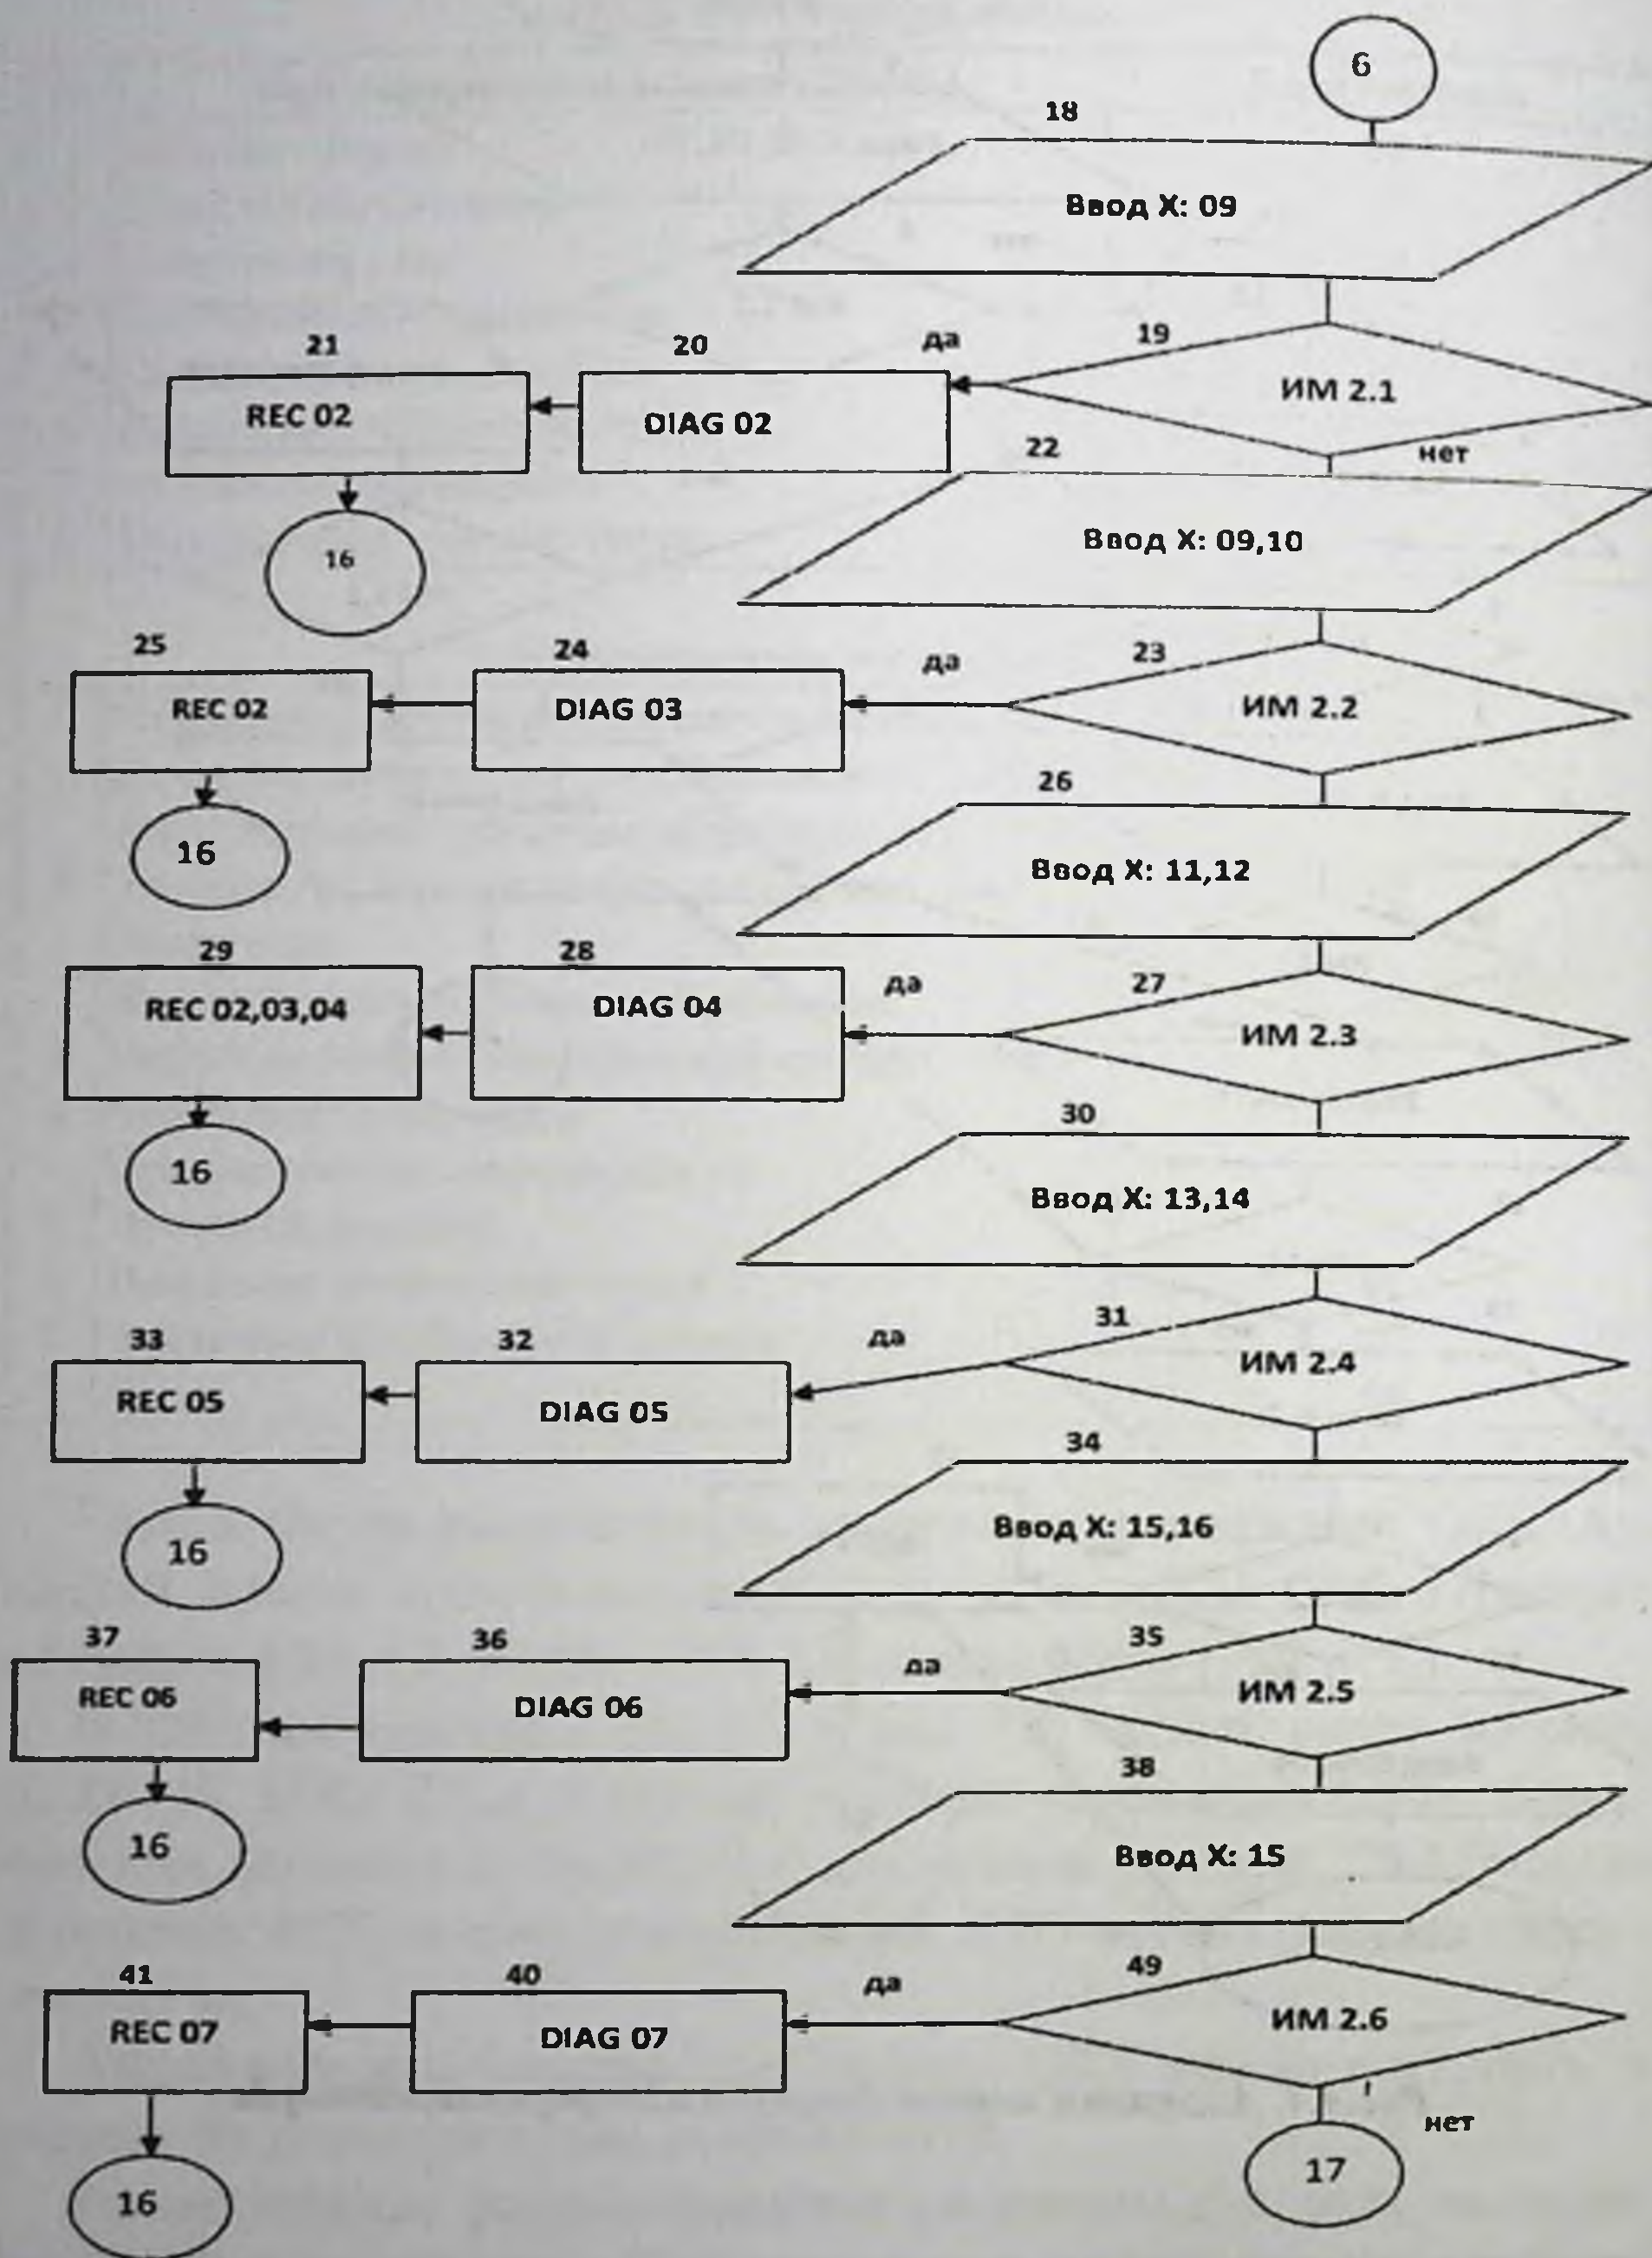 6
18
Ввод X: 09
21
20
да
19
REC 02
DIAG 02
ИМ 2.1
22
нет
16
Ввод X: 09,10
25
24
да
23
REC 02
DIAG 03
ИМ 2.2
26
16
Ввод X: 11,12
29
28
да
27
REC 02,03,04
DIAG 04
ИМ 2.3
30
16
Ввод X: 13,14
33
32
да
31
REC 05
DIAG 05
ИМ 2.4
34
16
Ввод X: 15,16
37
36
да
35
REC 06
DIAG 06
ИМ 2.5
38
16
Ввод X: 15
41
40
да
49
REC 07
DIAG 07
ИМ 2.6
нет
16
17